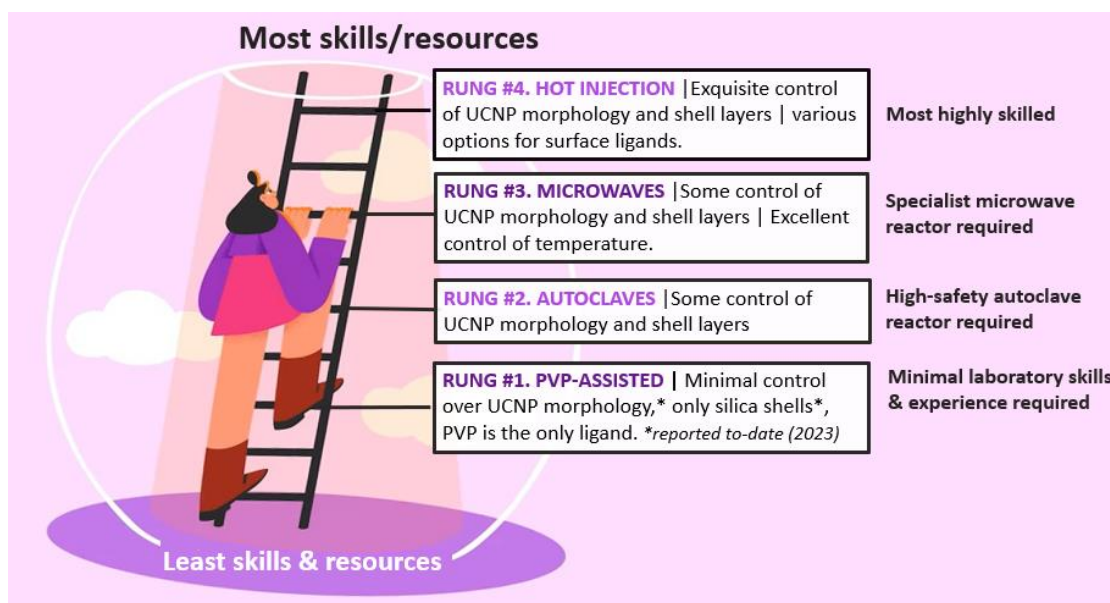 Most skills/resources
RUNG #4. HOT INJECTION |Exquisite control
of UCNP morphology and shell layers | various
options for surface ligands.
Most highly skilled
RUNG #3. MICROWAVES |Some control of
UCNP morphology and shell layers | Excellent
control of temperature.
Specialist microwave
reactor required
RUNG #2. AUTOCLAVES |Some control of
UCNP morphology and shell layers
High-safety autoclave
reactor required
RUNG #1. PVP-ASSISTED | Minimal control
over UCNP morphology,* only silica shells*,
PVP is the only ligand. *reported to-date (2023)
Minimal laboratory skills
& experience required
Least skills & resources